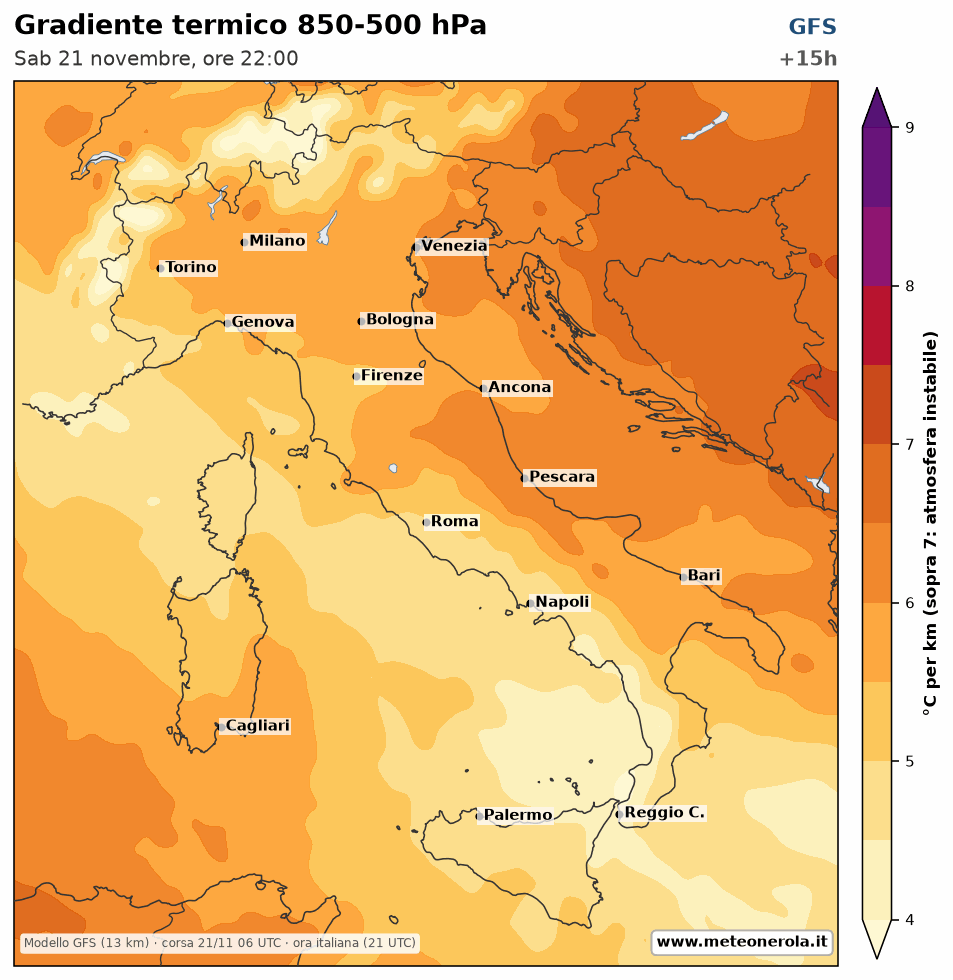 Gradiente termico 850-500 hPa
GFS
Sab 21 novembre, ore 22:00
+15h
Milano
Venezia
Torino
Genova
Bologna
Firenze
Ancona
Pescara
Roma
Bari
Napoli
Cagliari
Palermo
Reggio C.
9
8
7
6
5
4
°C per km (sopra 7: atmosfera instabile)
Modello GFS (13 km) · corsa 21/11 06 UTC · ora italiana (21 UTC)
www.meteonerola.it